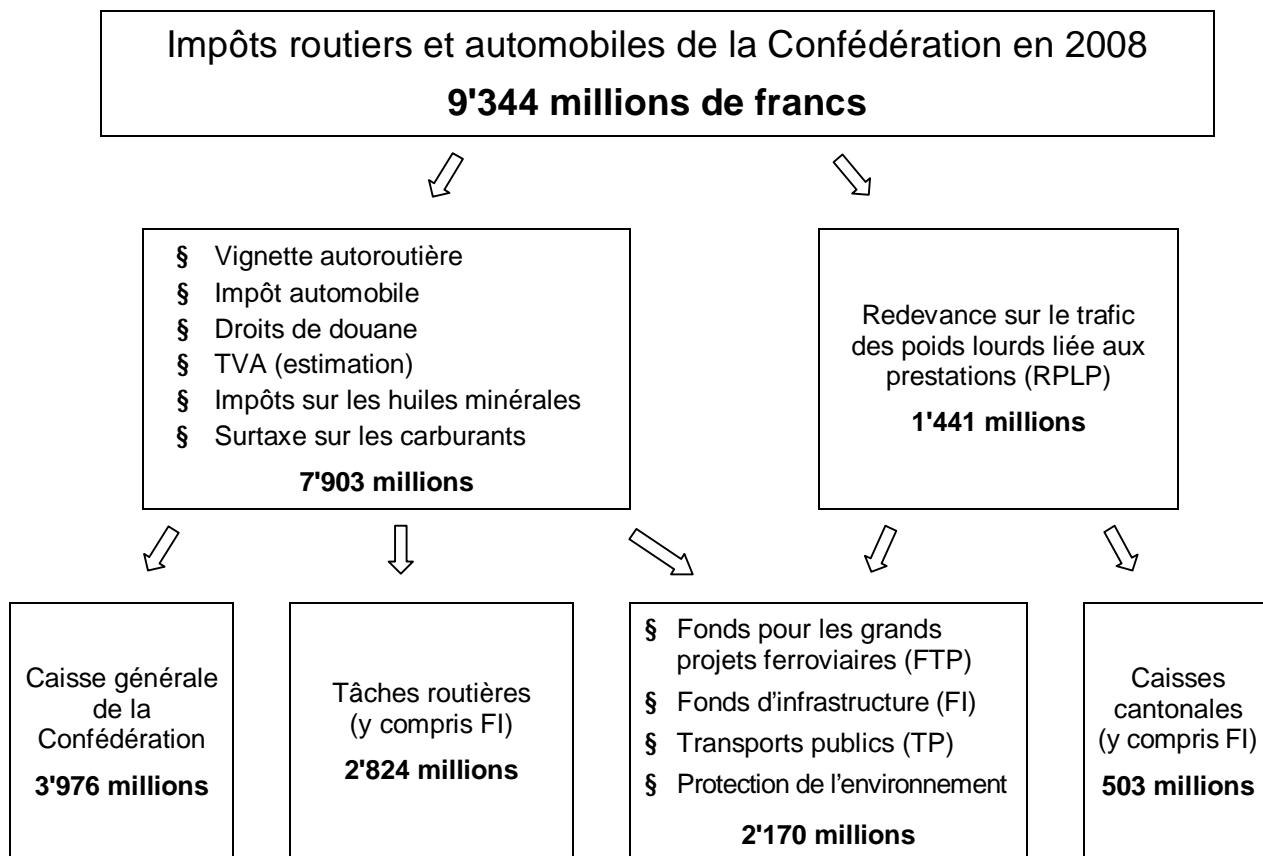 Impôts routiers et automobiles de la Confédération en 2008
9'344 millions de francs
§ Vignette autoroutière
§ Impôt automobile
§ Droits de douane
§ TVA (estimation)
§ Impôts sur les huiles minérales
§ Surtaxe sur les carburants
7'903 millions
Redevance sur le trafic
des poids lourds liée aux
prestations (RPLP)
1'441 millions
Caisse générale
de la
Confédération
3'976 millions
Tâches routières
(y compris FI)
2'824 millions
§ Fonds pour les grands
projets ferroviaires (FTP)
§ Fonds d'infrastructure (FI)
§ Transports publics (TP)
§ Protection de l'environnement
2'170 millions
Caisses
cantonales
(y compris FI)
503 millions